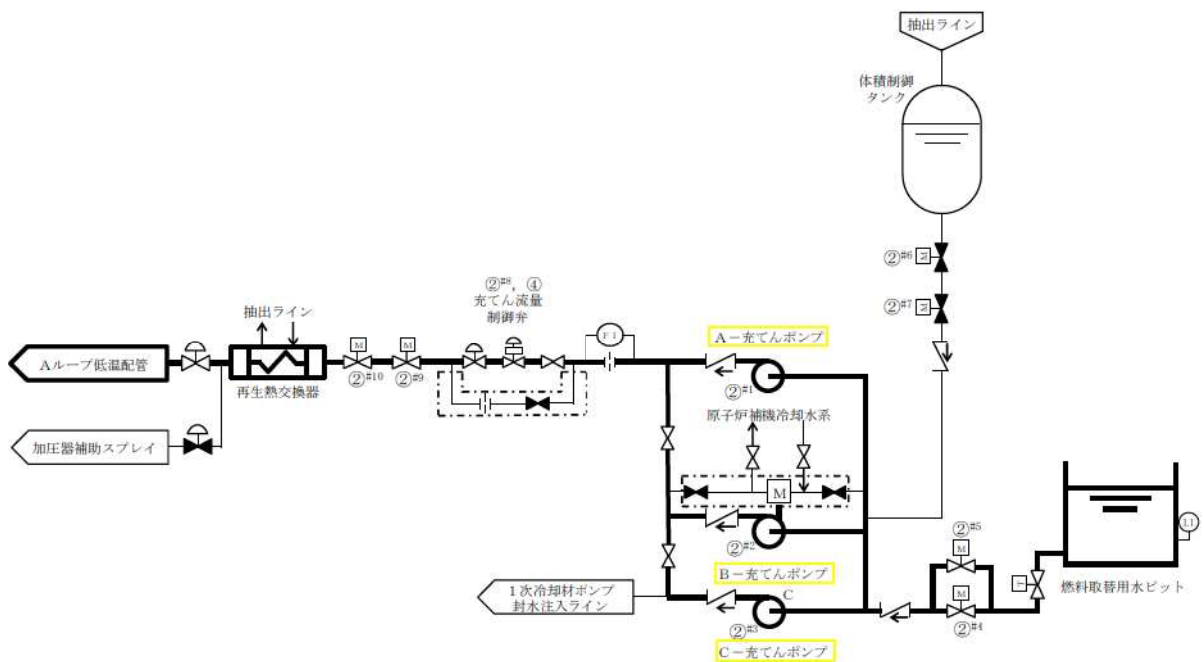 抽出ライン
体積制御
タンク
②#6
M
②#7
M
②#8, ④
充てん流量
制御弁
抽出ライン
M
M
FI
A－充てんポンプ
Aループ低温配管
②#10
②#9
再生熱交換器
②#1
原子炉補機冷却水系
加圧器補助スプレイ
M
②#2
②#5
M
LI
B－充てんポンプ
M
燃料取替用水ピット
1次冷却材ポンプ
封水注入ライン
C
②#3
②#4
C－充てんポンプ